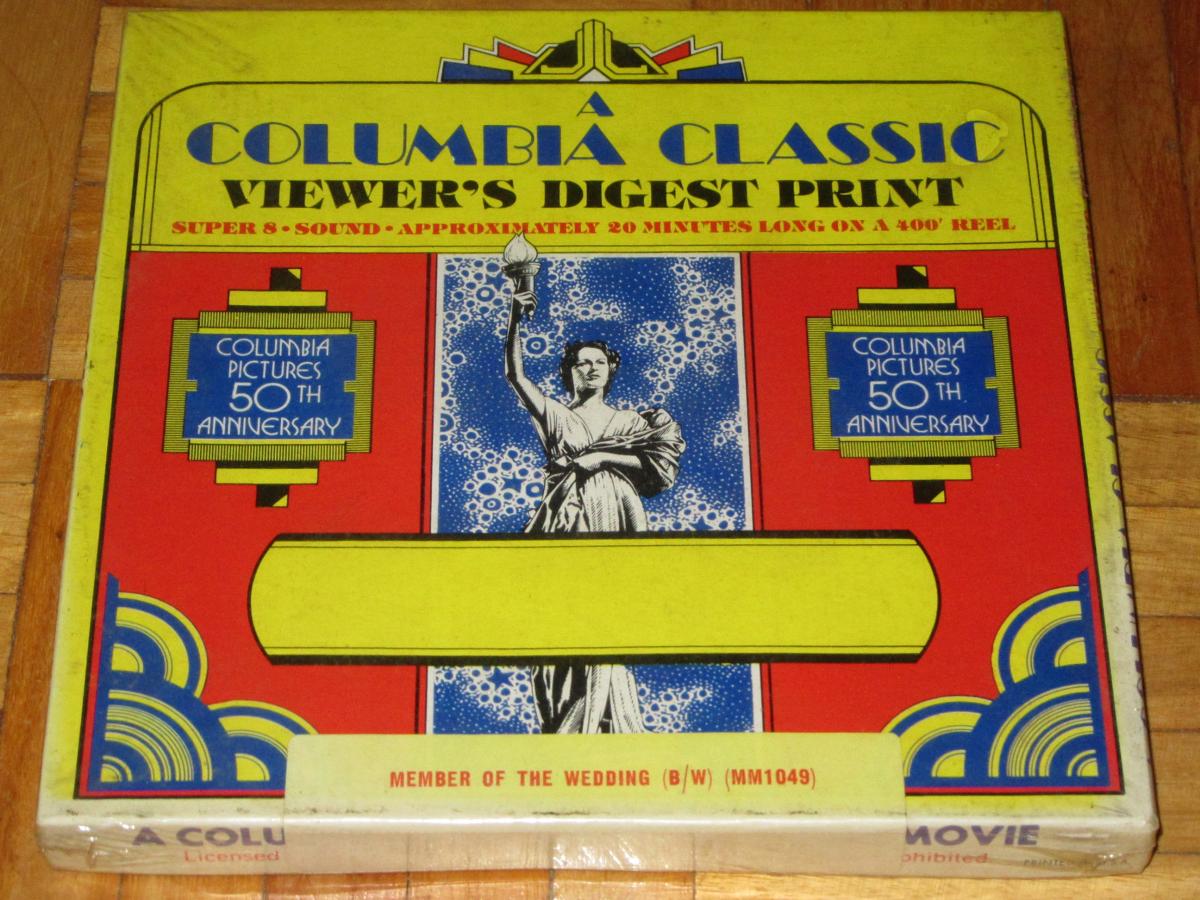 A
COLUMBIA CLASSIC
VIEWER'S DIGEST PRINT
SUPER 8 • SOUND • APPROXIMATELY 20 MINUTES LONG ON A 400' REEL
COLUMBIA
PICTURES
50TH
ANNIVERSARY
COLUMBIA
PICTURES
50TH
ANNIVERSARY
MEMBER OF THE WEDDING (B/W) (MM1049)
A COLU MOVIE
Licensed ohibited
PRINTED